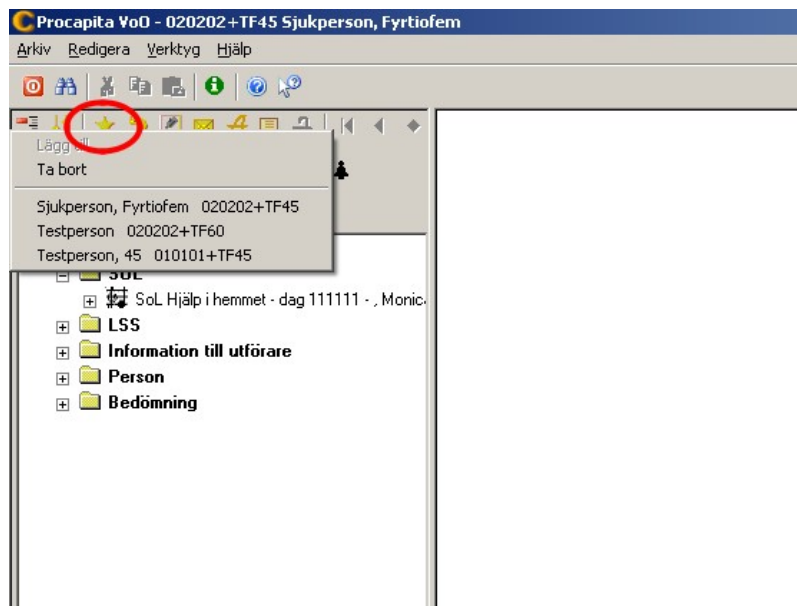 Procapita VoO - 020202+TF45 Sjukperson, Fyrtiofem
Arkiv Redigera Verktyg Hjälp
Lägg till
Ta bort
Sjukperson, Fyrtiofem 020202+TF45
Testperson 020202+TF60
Testperson, 45 010101+TF45
SOL
SoL Hjälp i hemmet - dag 111111 - , Monic
LSS
Information till utförare
Person
Bedömning